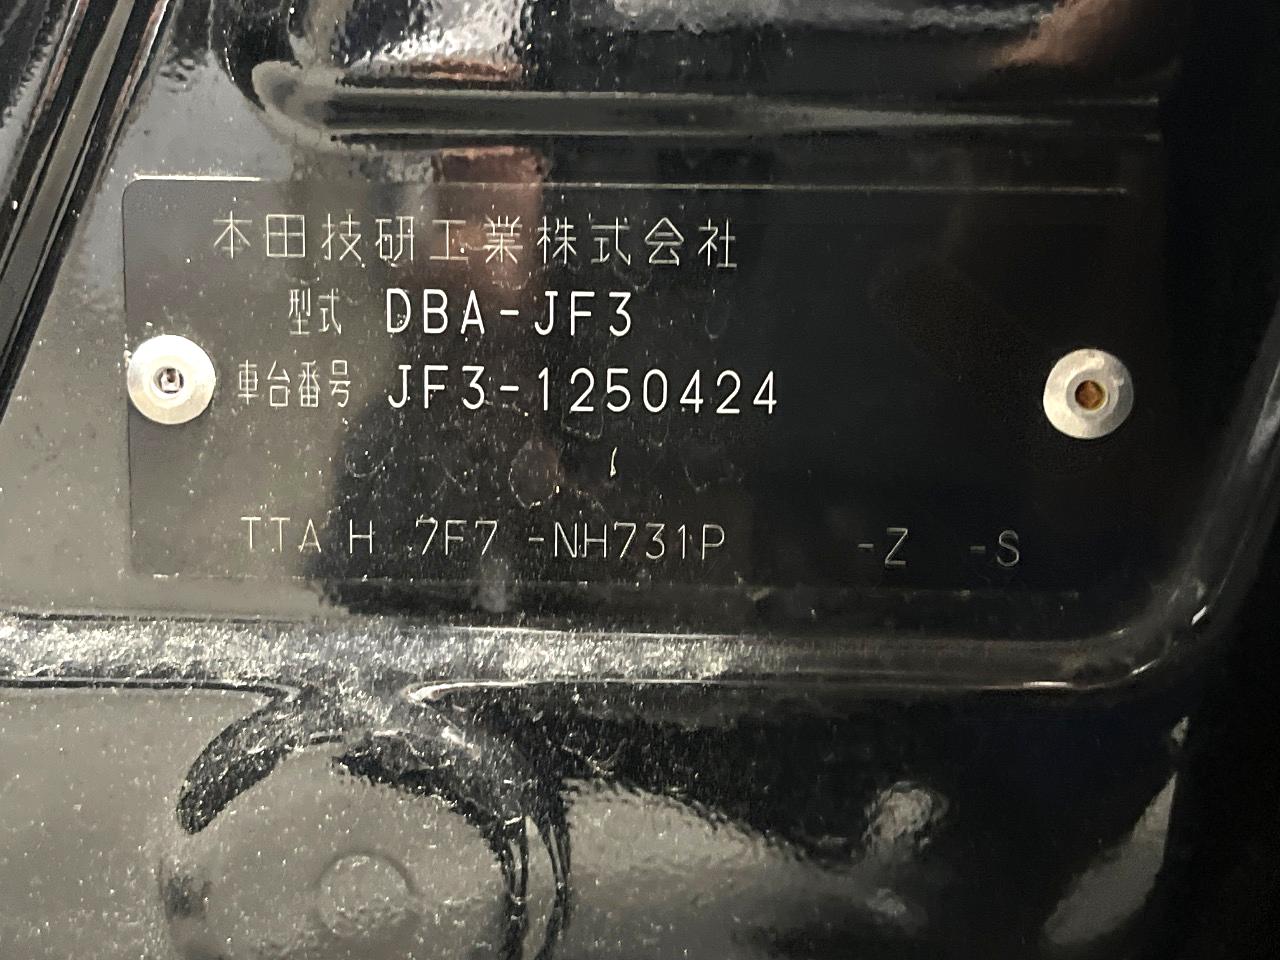 本田技研工業株式会社
型式 DBA-JF3
車台番号 JF3-1250424
TTA H 7F7 -NH731P -Z -S